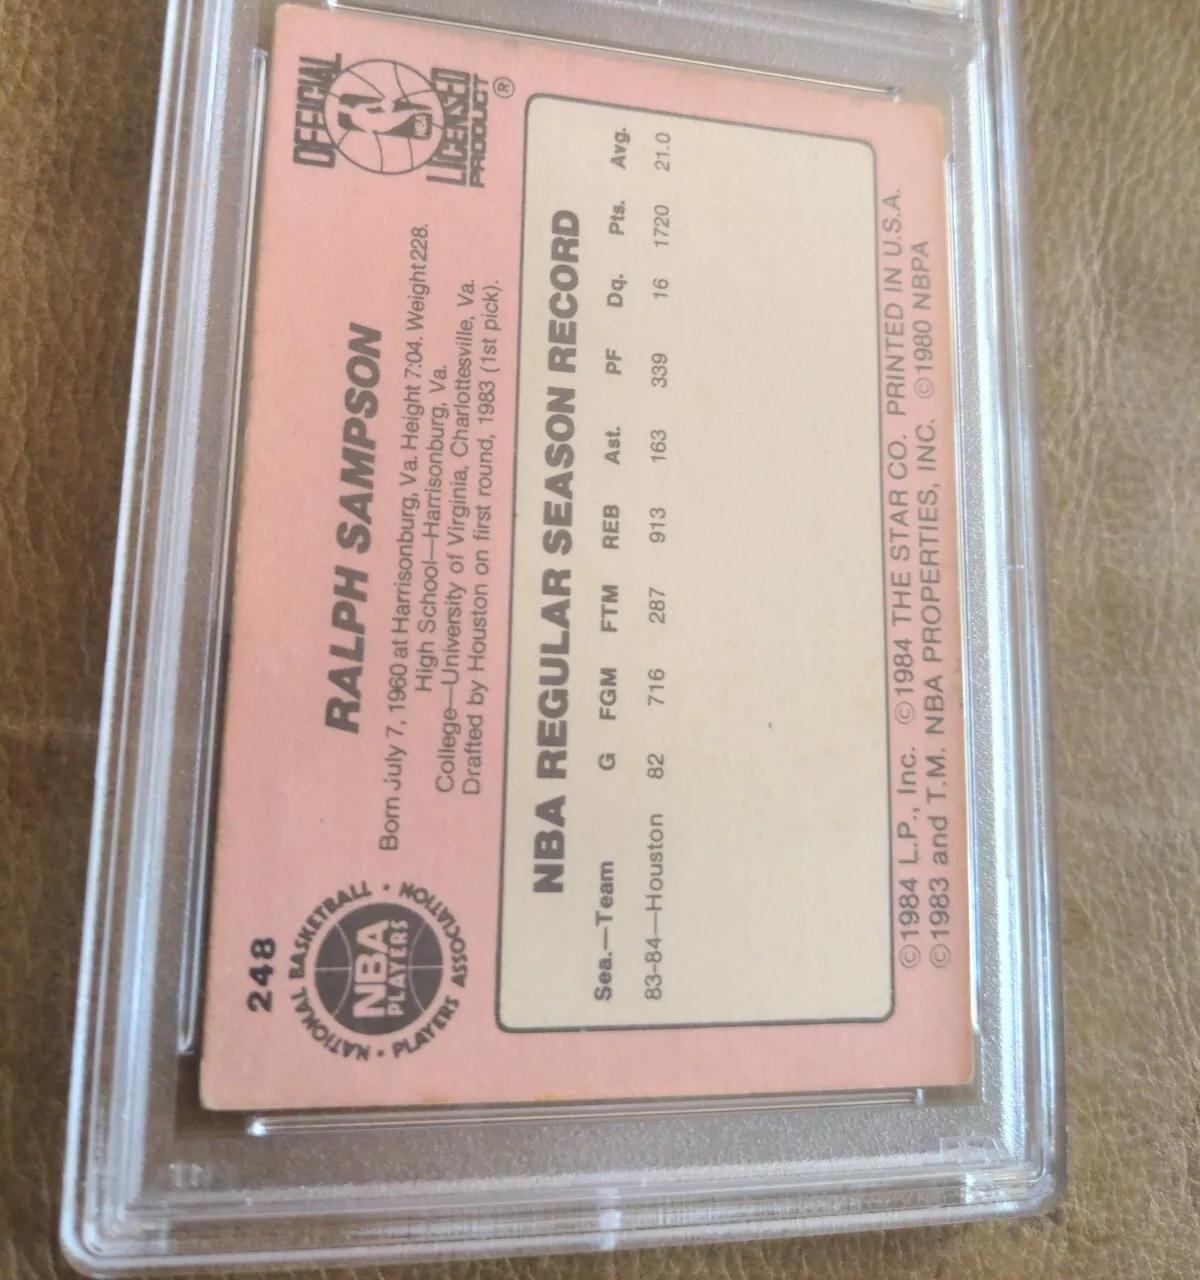 248
NATIONAL BASKETBALL · PLAYERS ASSOCIATION ·
NBA
PLAYERS
RALPH SAMPSON
OFFICIAL
NBA
LICENSED
PRODUCT
®
Born July 7, 1960 at Harrisonburg, Va. Height 7:04. Weight 228.
High School—Harrisonburg, Va.
College—University of Virginia, Charlottesville, Va.
Drafted by Houston on first round, 1983 (1st pick).
NBA REGULAR SEASON RECORD
Sea.—Team G FGM FTM REB Ast. PF Dq. Pts. Avg.
83-84—Houston 82 716 287 913 163 339 16 1720 21.0
©1984 L.P., Inc. ©1984 THE STAR CO. PRINTED IN U.S.A.
©1983 and T.M. NBA PROPERTIES, INC. ©1980 NBPA